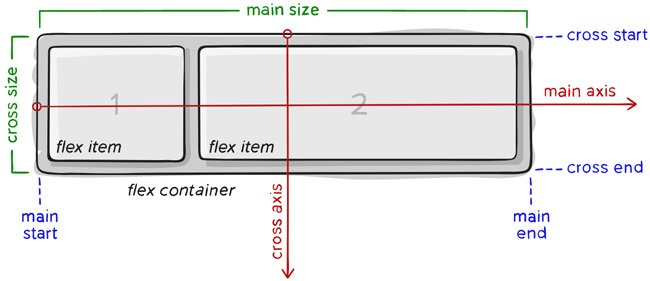 main size
cross start
cross size
1
2
main axis
flex item
flex item
cross end
flex container
cross axis
main
start
main
end